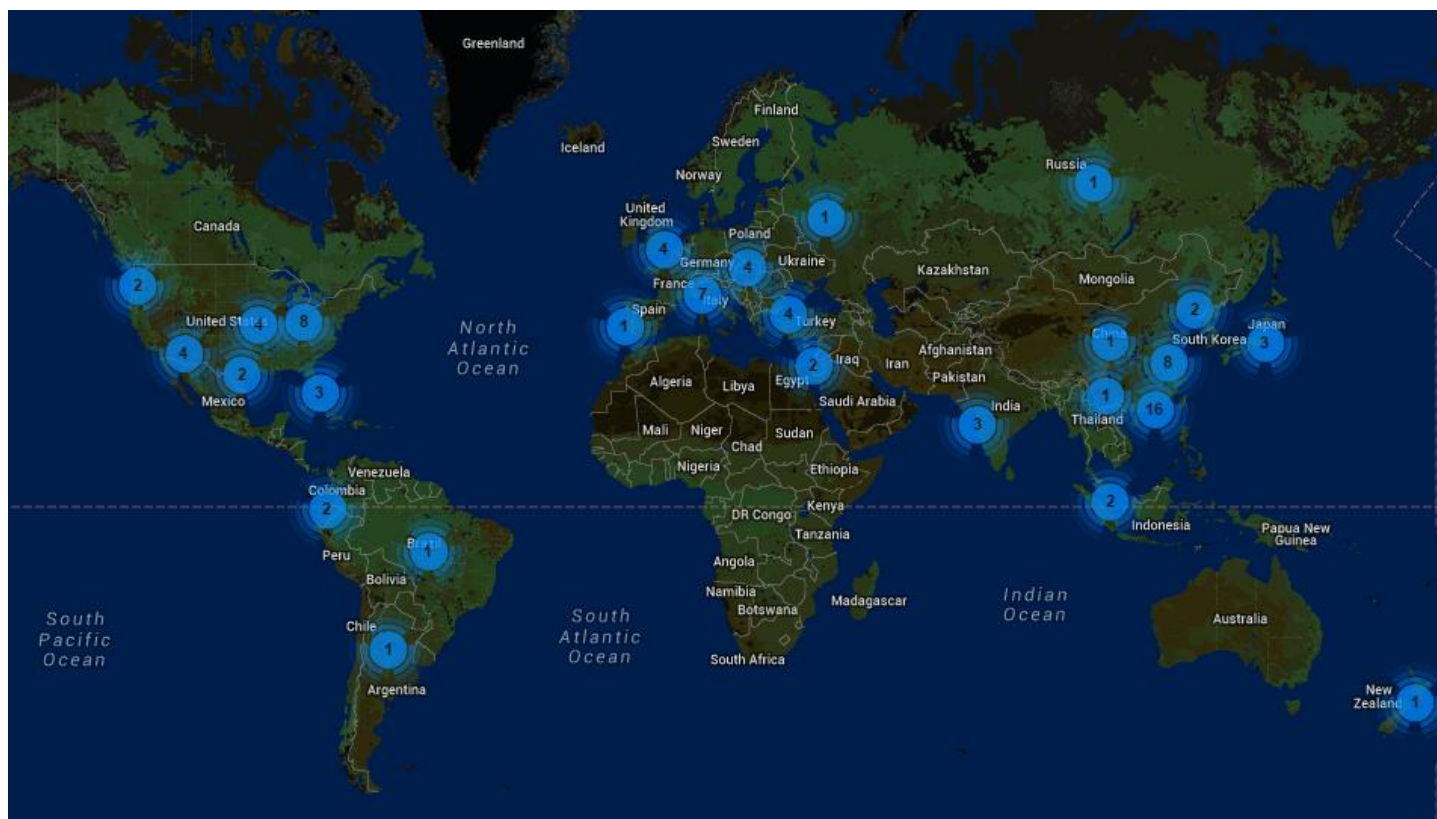 Greenland
Finland
Iceland
Sweden
Russia
Norway
1
United
Kingdom
1
Canada
Poland
4
Germany
4
Ukraine
Kazakhstan
Mongolia
2
France
7
Italy
Spain
2
United States
4
8
1
4
Turkey
Japan
North
Atlantic
Ocean
China
1
South Korea
3
4
Afghanistan
8
Iraq
Iran
2
2
Egypt
Pakistan
Algeria
Libya
3
Mexico
Saudi Arabia
India
1
16
Thailand
3
Mali
Niger
Chad
Sudan
Venezuela
Nigeria
Ethiopia
Colombia
2
2
Kenya
DR Congo
Indonesia
Papua New
Guinea
Tanzania
Brazil
1
Peru
Angola
Bolivia
Namibia
Botswana
Madagascar
Indian
Ocean
South
Pacific
Ocean
South
Atlantic
Ocean
Chile
Australia
1
South Africa
Argentina
New
Zealand
1